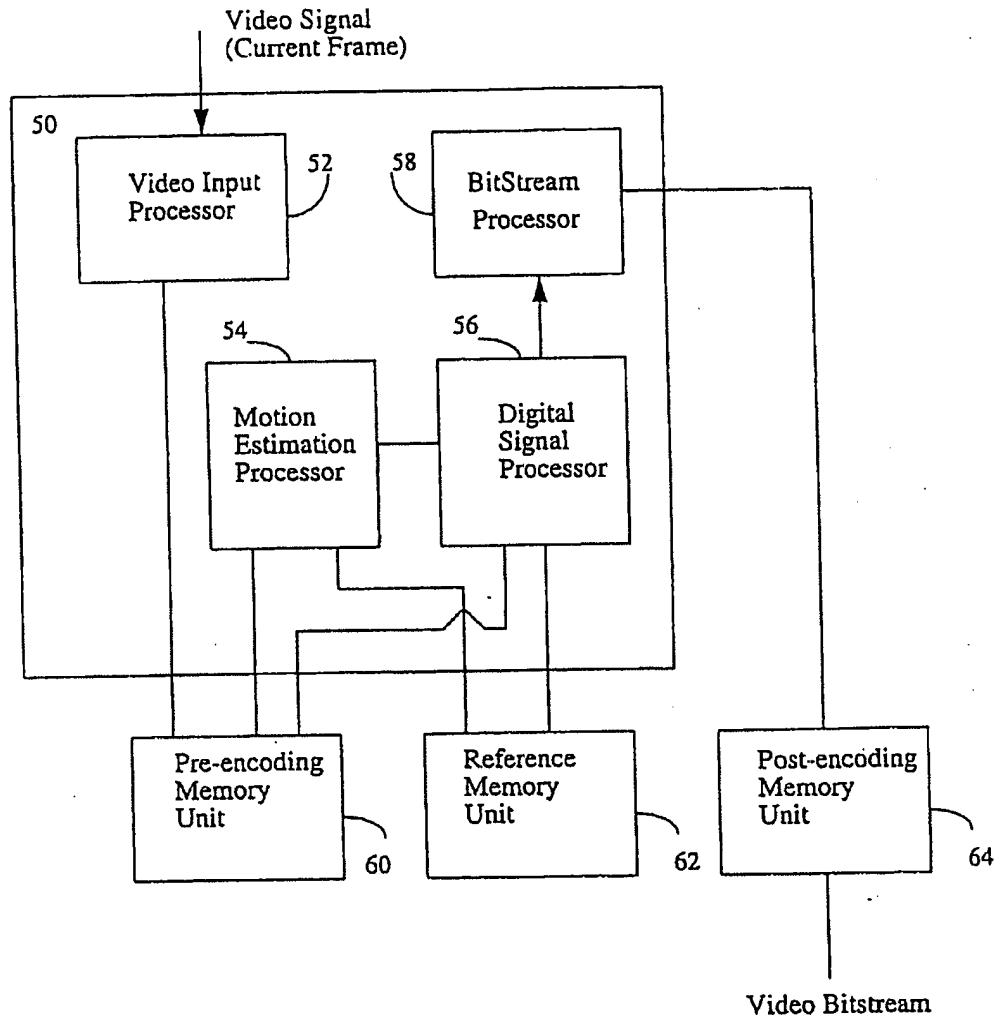 Video Signal
(Current Frame)
50
Video Input
Processor
52
58
BitStream
Processor
54
56
Motion
Estimation
Processor
Digital
Signal
Processor
Pre-encoding
Memory
Unit
60
Reference
Memory
Unit
62
Post-encoding
Memory
Unit
64
Video Bitstream